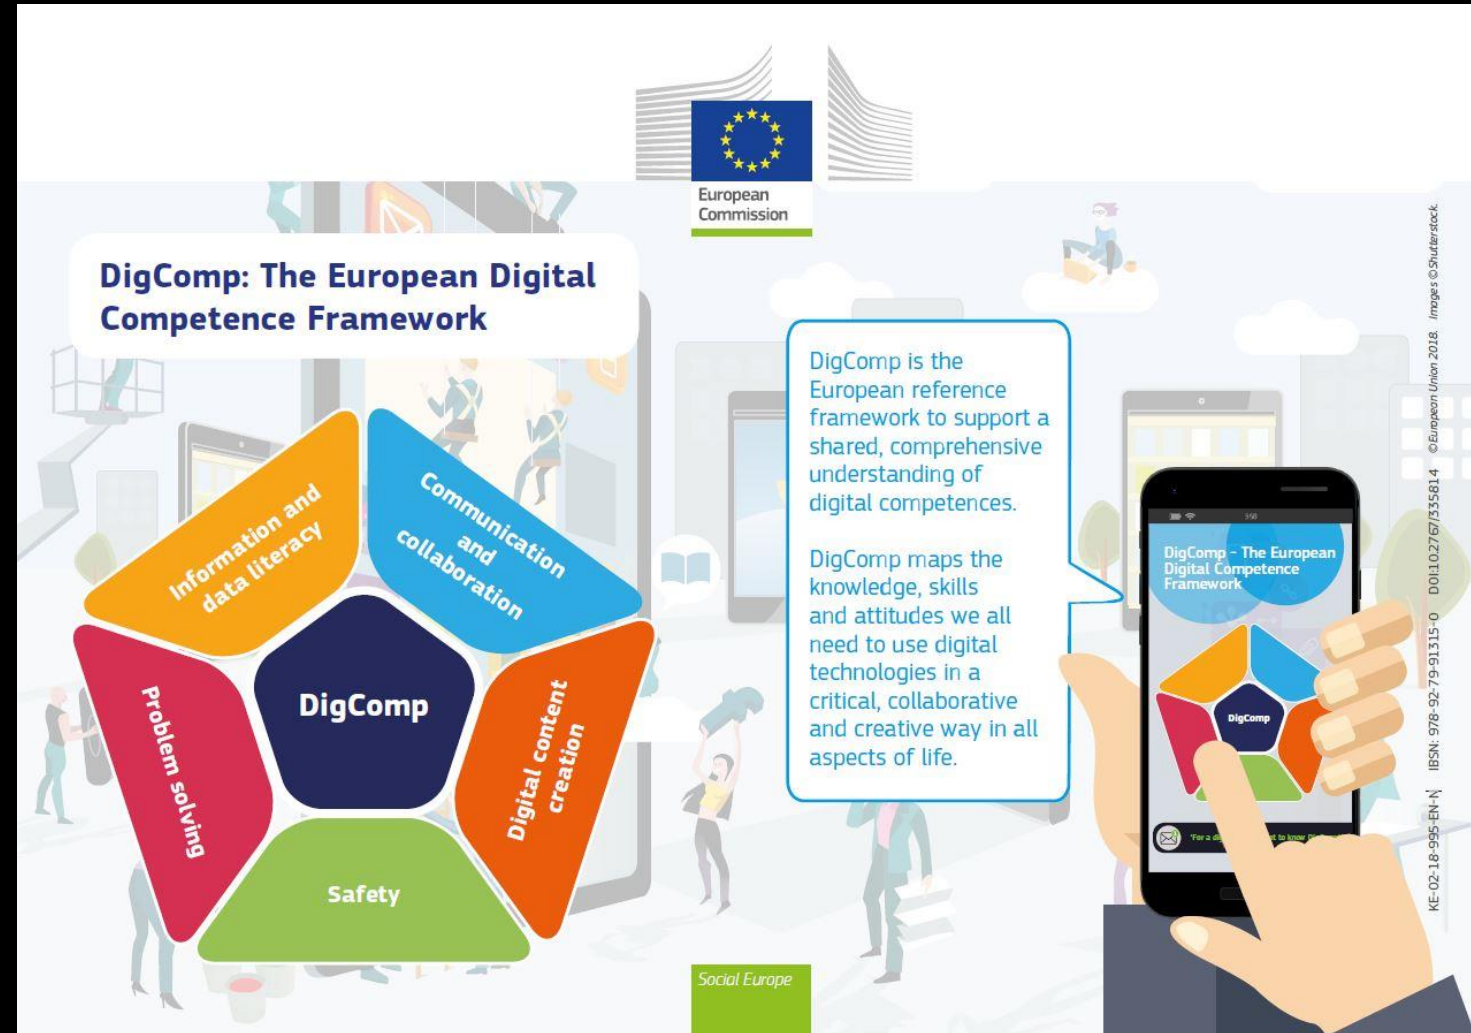 European
Commission
DigComp: The European Digital
Competence Framework
Information and
data literacy
Communication
and
collaboration
Digital content
creation
Safety
Problem solving
DigComp
DigComp is the
European reference
framework to support a
shared, comprehensive
understanding of
digital competences.
DigComp maps the
knowledge, skills
and attitudes we all
need to use digital
technologies in a
critical, collaborative
and creative way in all
aspects of life.
DigComp – The European
Digital Competence
Framework
DigComp
'For a
to know
Social Europe
KE-02-18-995-EN-N IBSN: 978-92-79-91315-0 DOI:10.2767/335814 © European Union 2018. Images © Shutterstock.